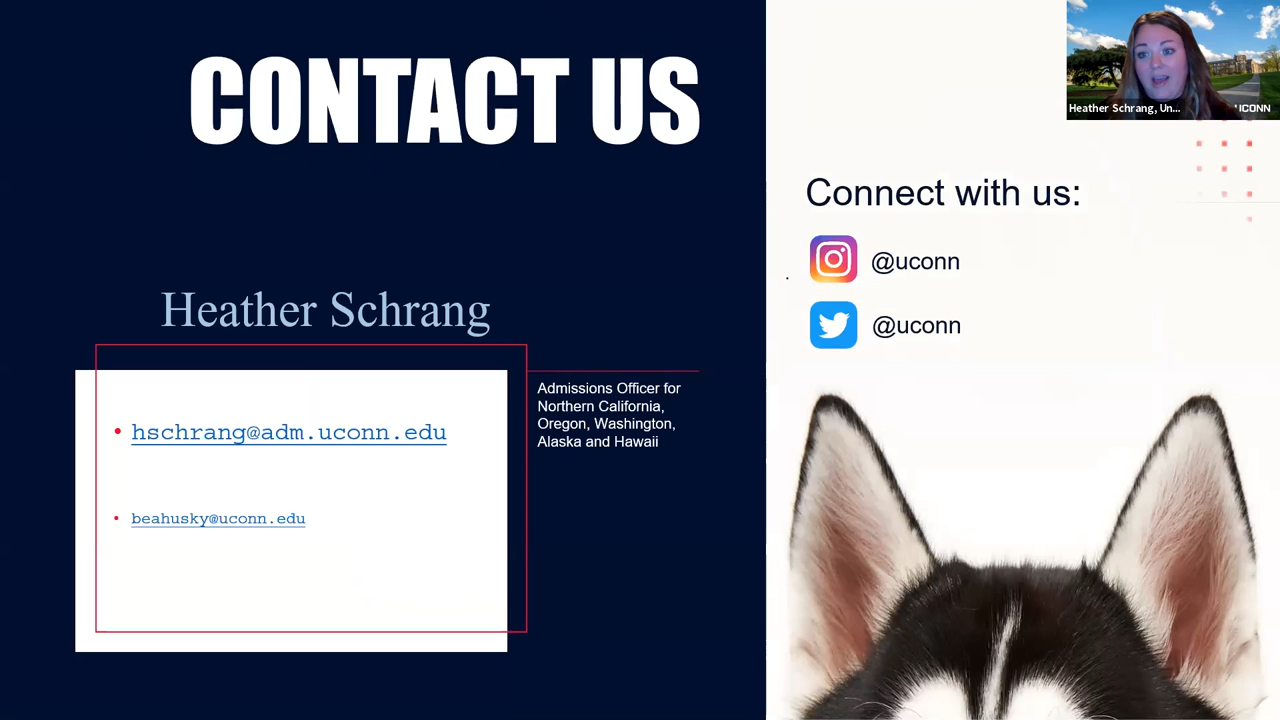 CONTACT US
Heather Schrang
• hschrang@adm.uconn.edu
• beahusky@uconn.edu
Admissions Officer for
Northern California,
Oregon, Washington,
Alaska and Hawaii
Heather Schrang, Un...
UCONN
Connect with us:
@uconn
@uconn